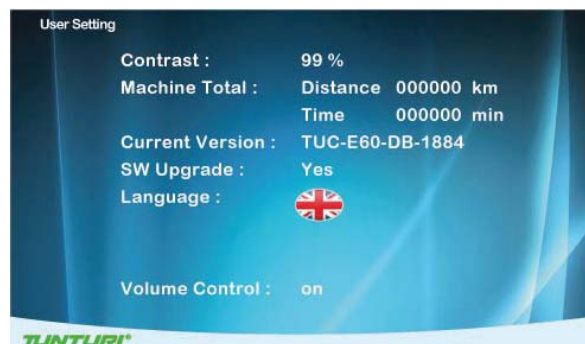 User Setting
Contrast : 99 %
Machine Total : Distance 000000 km
Time 000000 min
Current Version : TUC-E60-DB-1884
SW Upgrade : Yes
Language :
Volume Control : on
TUNTURI®